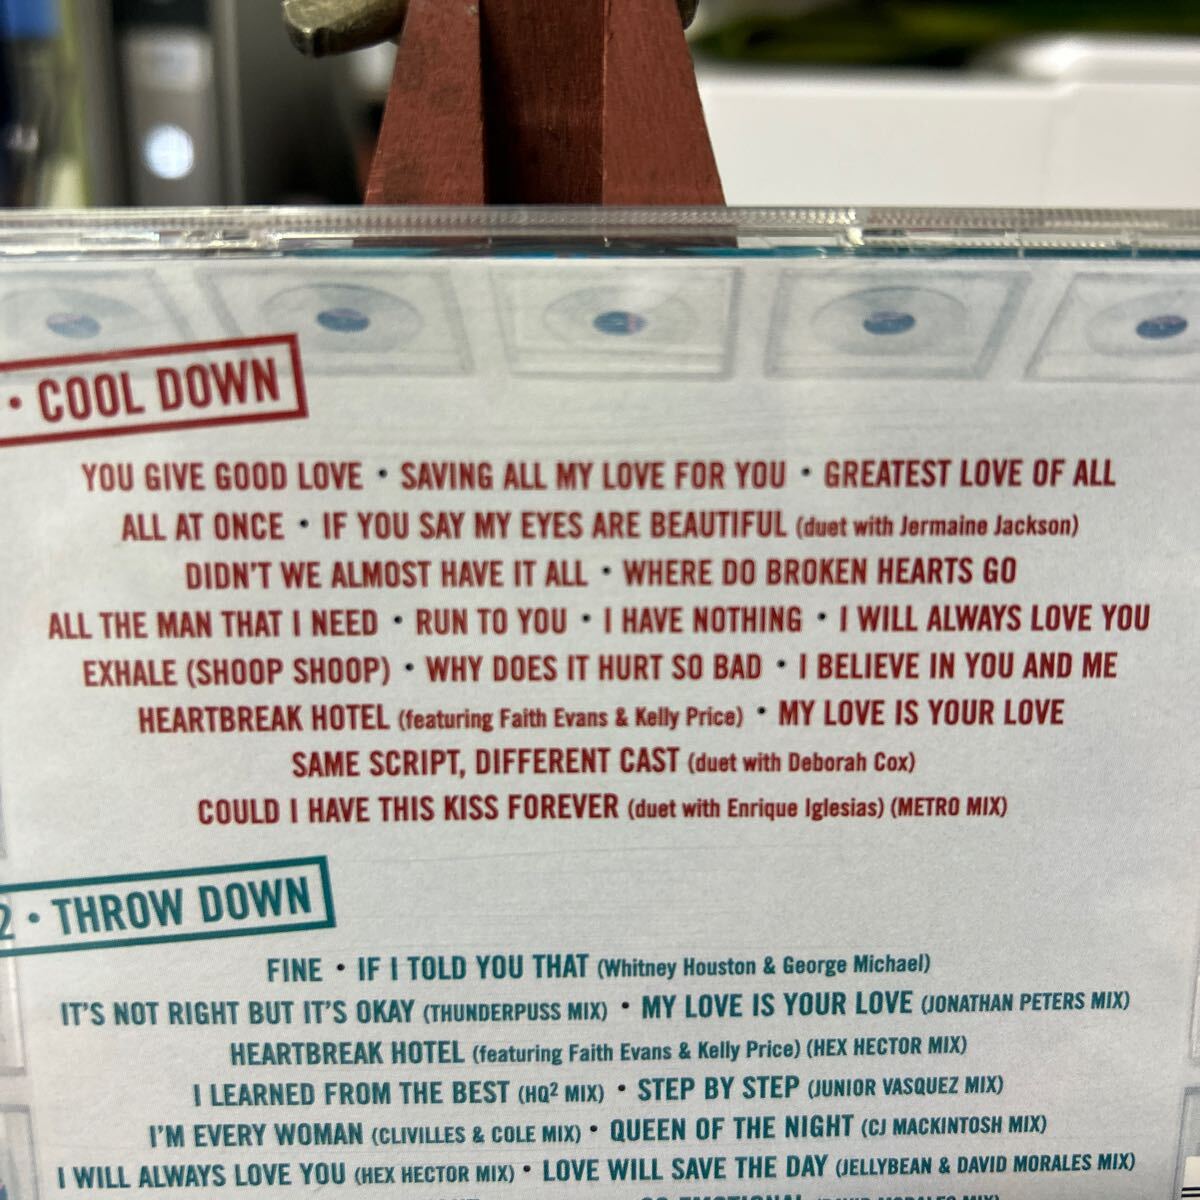 • COOL DOWN
YOU GIVE GOOD LOVE • SAVING ALL MY LOVE FOR YOU • GREATEST LOVE OF ALL
ALL AT ONCE • IF YOU SAY MY EYES ARE BEAUTIFUL (duet with Jermaine Jackson)
DIDN'T WE ALMOST HAVE IT ALL • WHERE DO BROKEN HEARTS GO
ALL THE MAN THAT I NEED • RUN TO YOU • I HAVE NOTHING • I WILL ALWAYS LOVE YOU
EXHALE (SHOOP SHOOP) • WHY DOES IT HURT SO BAD • I BELIEVE IN YOU AND ME
HEARTBREAK HOTEL (featuring Faith Evans & Kelly Price) • MY LOVE IS YOUR LOVE
SAME SCRIPT, DIFFERENT CAST (duet with Deborah Cox)
COULD I HAVE THIS KISS FOREVER (duet with Enrique Iglesias) (METRO MIX)
2 • THROW DOWN
FINE • IF I TOLD YOU THAT (Whitney Houston & George Michael)
IT'S NOT RIGHT BUT IT'S OKAY (THUNDERPUSS MIX) • MY LOVE IS YOUR LOVE (JONATHAN PETERS MIX)
HEARTBREAK HOTEL (featuring Faith Evans & Kelly Price) (HEX HECTOR MIX)
I LEARNED FROM THE BEST (HQ² MIX) • STEP BY STEP (JUNIOR VASQUEZ MIX)
I'M EVERY WOMAN (CLIVILLES & COLE MIX) • QUEEN OF THE NIGHT (CJ MACKINTOSH MIX)
I WILL ALWAYS LOVE YOU (HEX HECTOR MIX) • LOVE WILL SAVE THE DAY (JELLYBEAN & DAVID MORALES MIX)